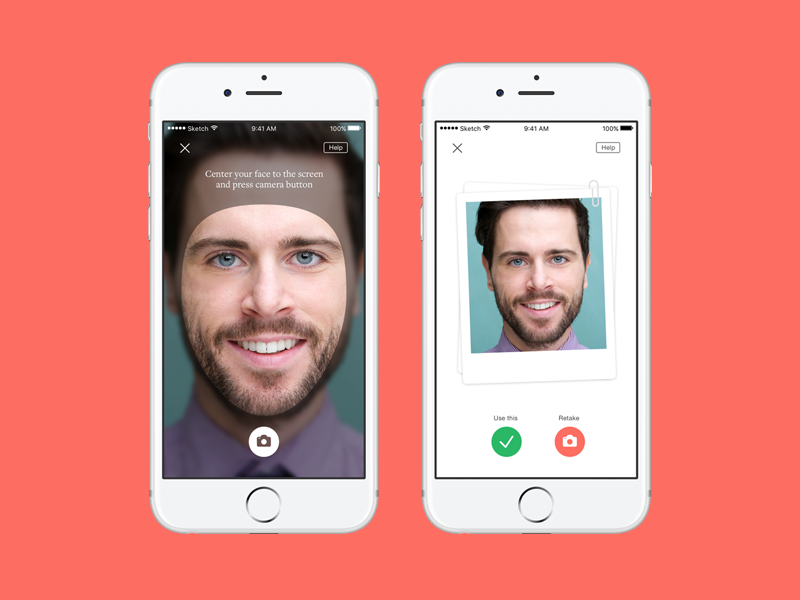 Sketch 9:41 AM 100%
Help
Center your face to the screen
and press camera button
Sketch 9:41 AM 100%
Help
Use this Retake